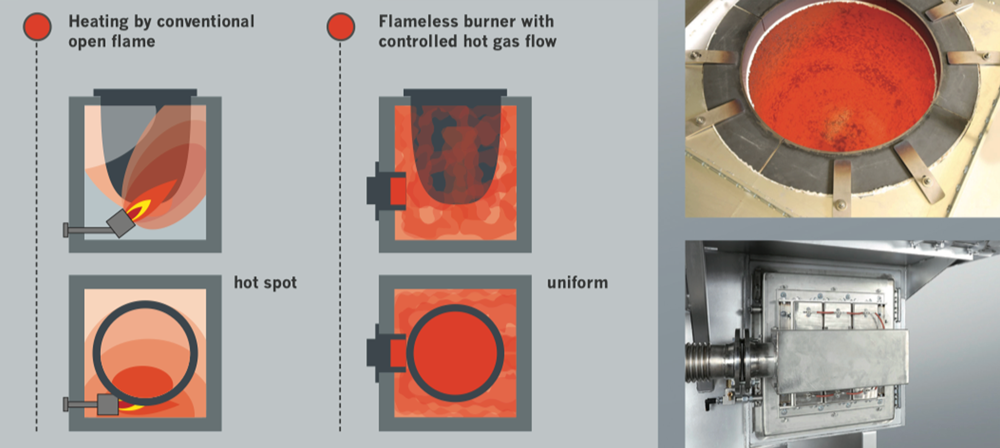 Heating by conventional
open flame
Flameless burner with
controlled hot gas flow
hot spot
uniform